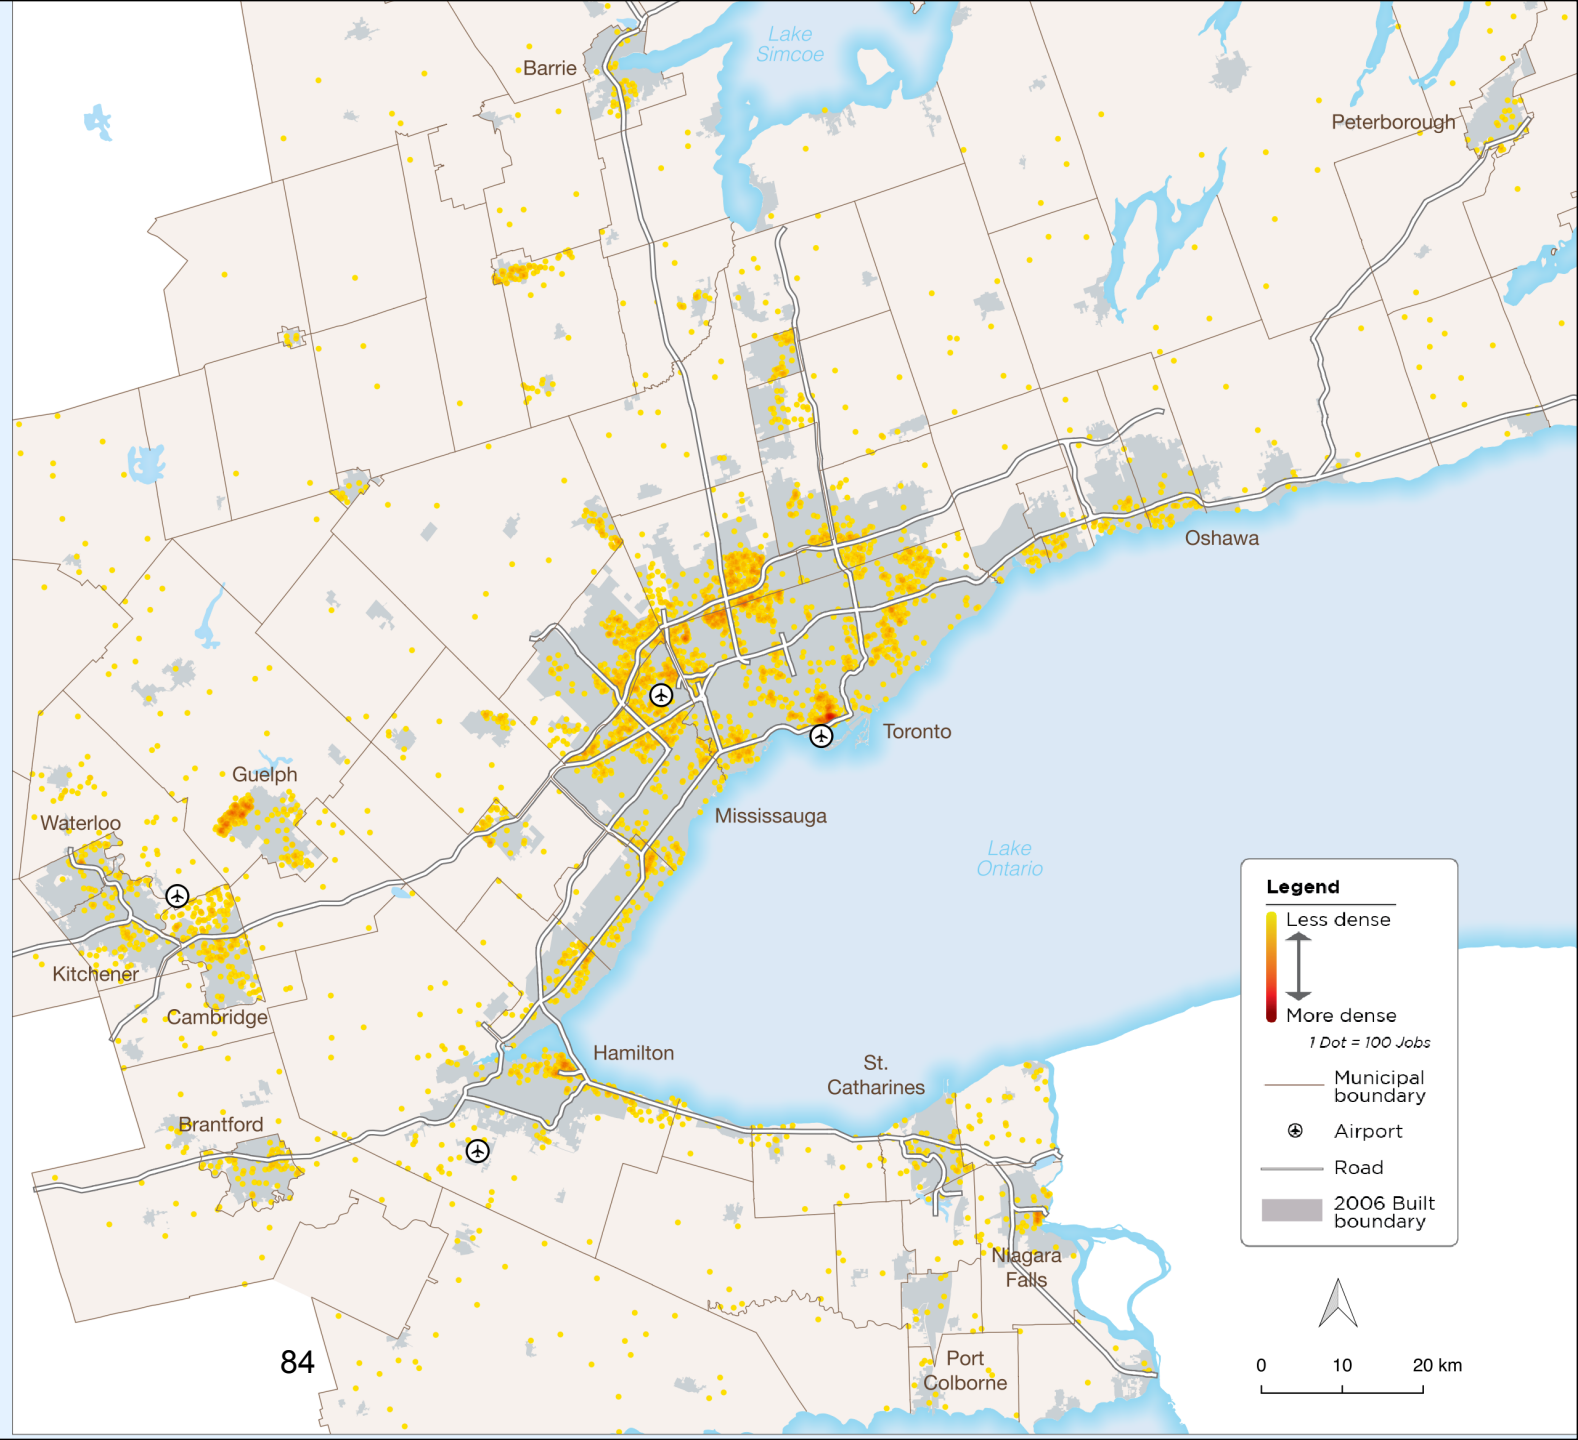 Lake
Simcoe
Barrie
Peterborough
Oshawa
Toronto
Guelph
Waterloo
Mississauga
Lake
Ontario
Kitchener
Cambridge
Hamilton
St.
Catharines
Brantford
Niagara
Falls
Port
Colborne
84
Legend
Less dense
More dense
1 Dot = 100 Jobs
Municipal
boundary
Airport
Road
2006 Built
boundary
0 10 20 km